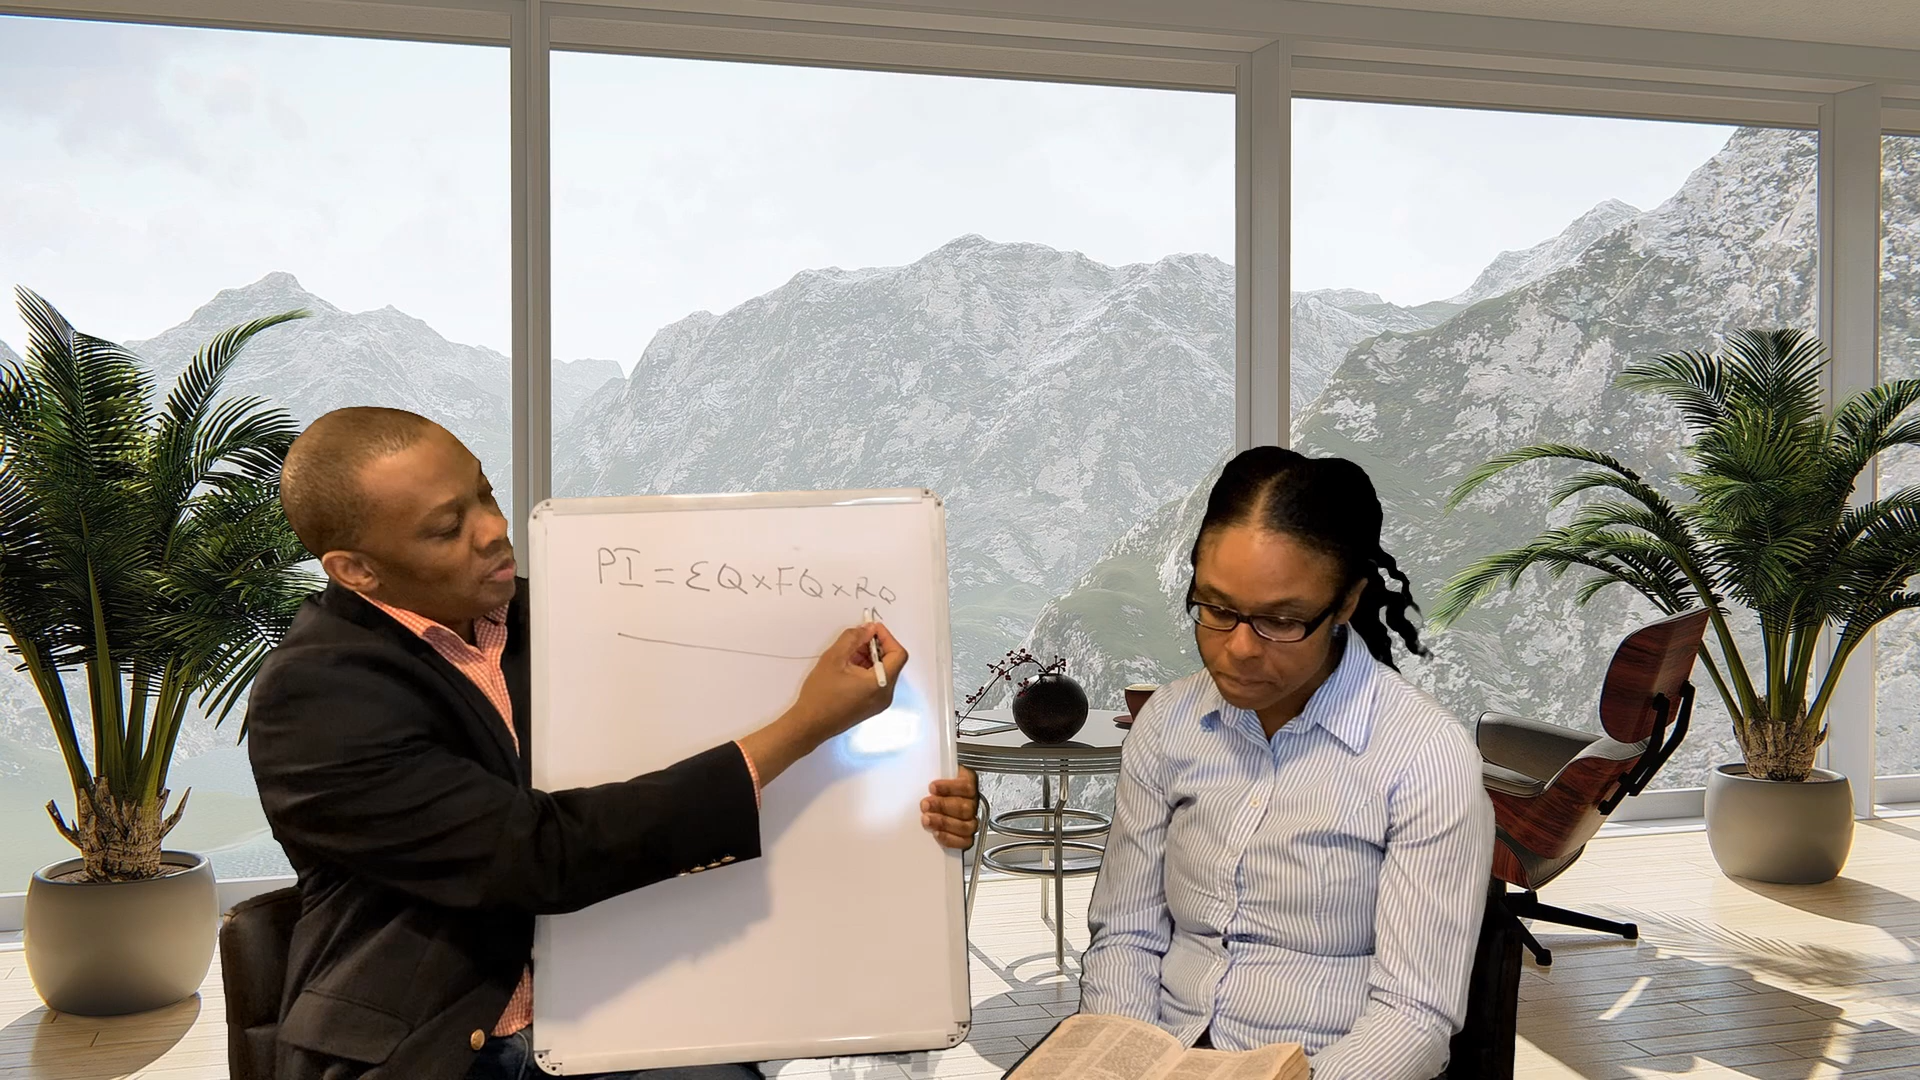 PI = EQ x FQ x RQ